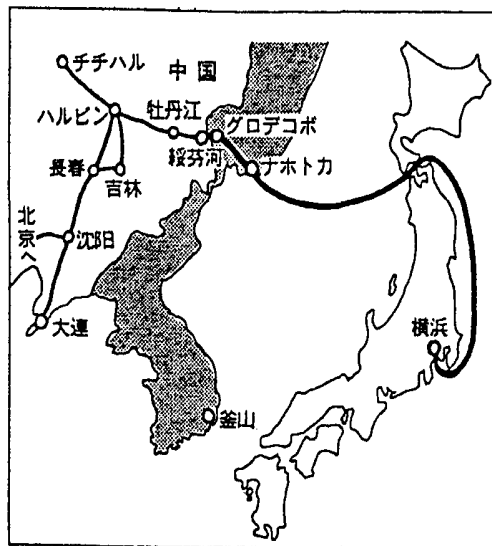 チチハル
中国
ハルビン
牡丹江
グロデコボ
綏芬河
ナホトカ
長春
吉林
北京へ
沈阳
大連
横浜
釜山